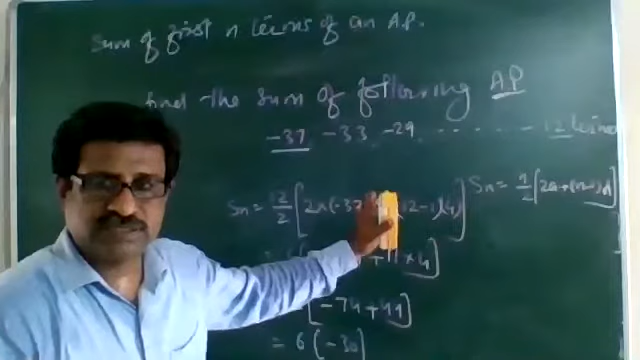 Sum of first n terms of an A.P.
find the Sum of following AP
-37 -33 -29 ........ 12 terms
Sn = 12/2 [2x(-37) (12-1)(4)] Sn = n/2 [2a+(n-1)d]
= + 11 × 4]
[-74 + 44]
= 6 (-30)